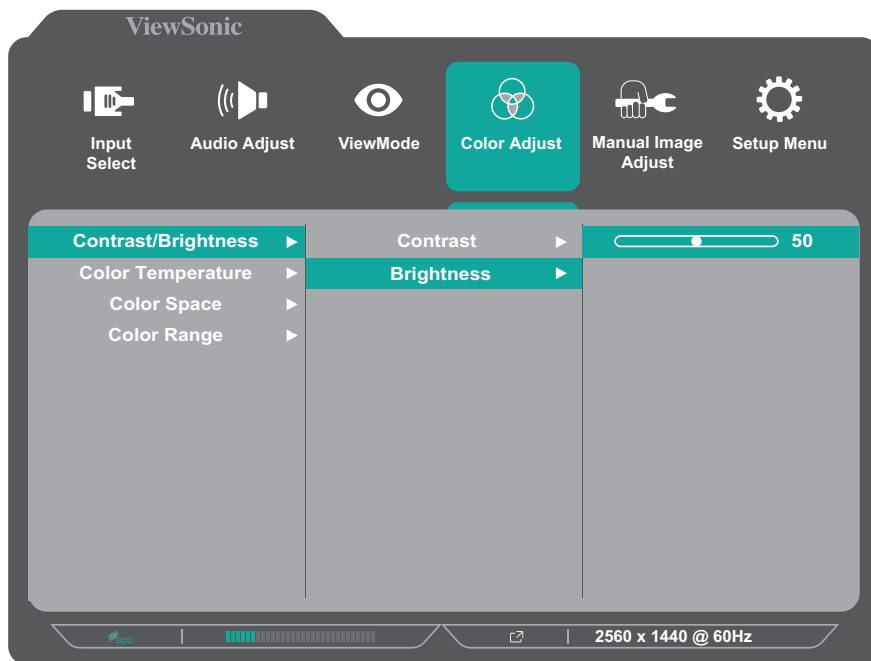 ViewSonic
Input Select
Audio Adjust
ViewMode
Color Adjust
Manual Image Adjust
Setup Menu
Contrast/Brightness
Contrast
50
Color Temperature
Brightness
Color Space
Color Range
eco
2560 x 1440 @ 60Hz